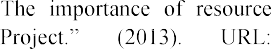 The importance of resource
Project.” (2013). URL: